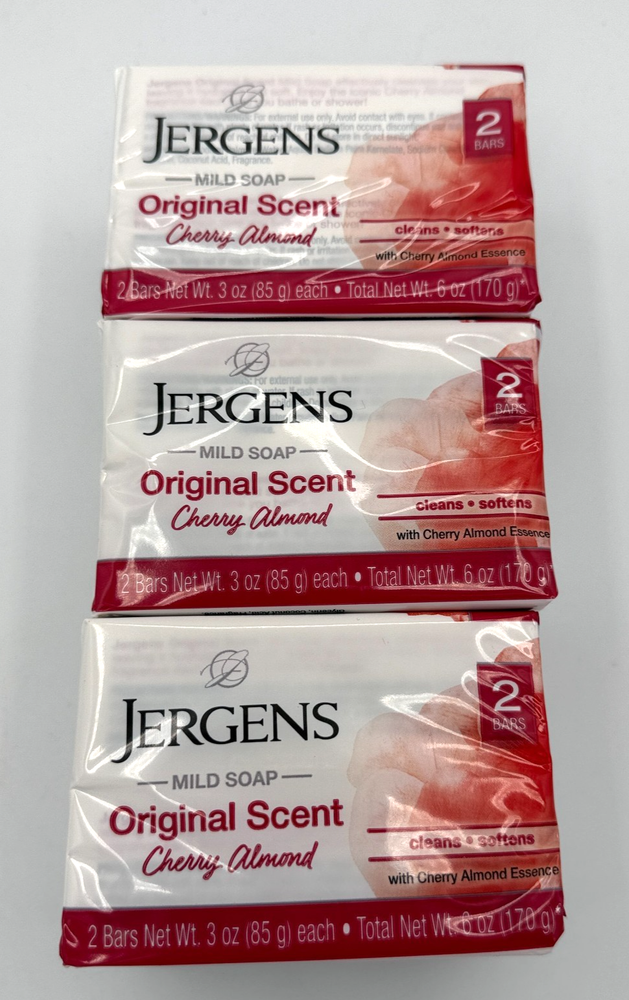 JERGENS
MILD SOAP
Original Scent
Cherry Almond
2
BARS
cleans • softens
with Cherry Almond Essence
2 Bars Net Wt. 3 oz (85 g) each • Total Net Wt. 6 oz (170 g)*
JERGENS
MILD SOAP
Original Scent
Cherry Almond
2
BARS
cleans • softens
with Cherry Almond Essence
2 Bars Net Wt. 3 oz (85 g) each • Total Net Wt. 6 oz (170 g)*
JERGENS
MILD SOAP
Original Scent
Cherry Almond
2
BARS
cleans • softens
with Cherry Almond Essence
2 Bars Net Wt. 3 oz (85 g) each • Total Net Wt. 6 oz (170 g)*